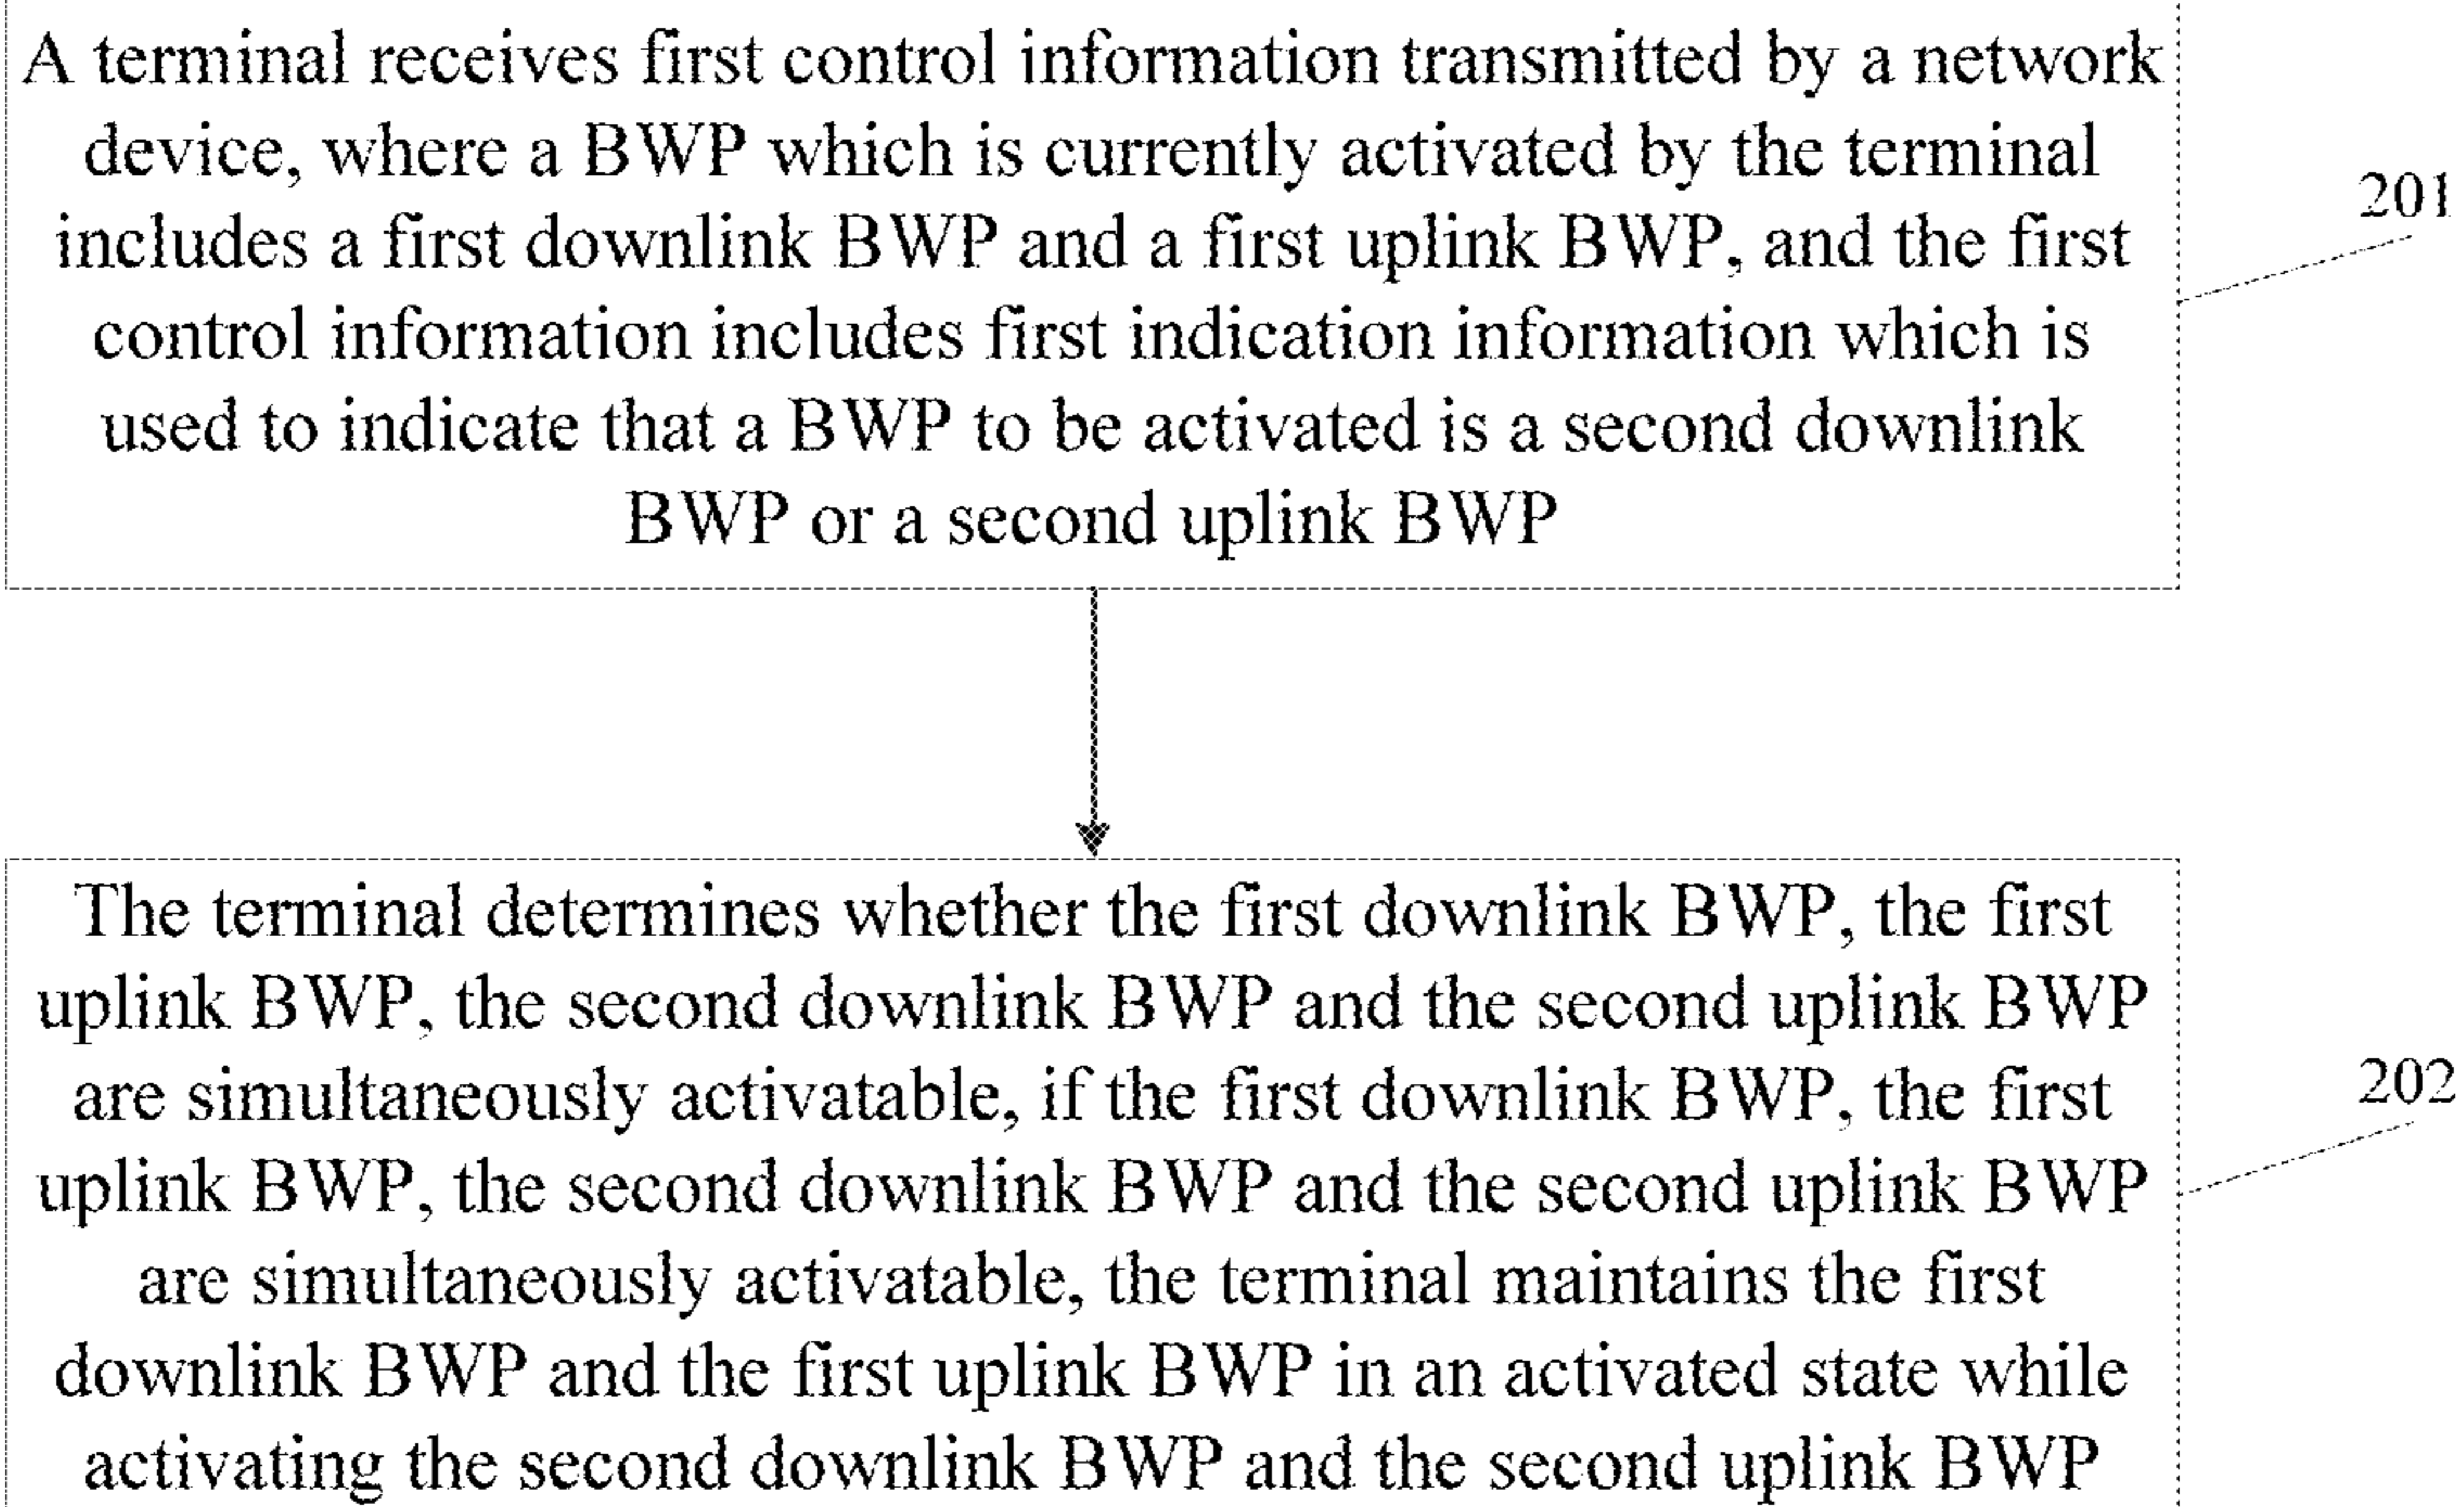 A terminal receives first control information transmitted by a network
device, where a BWP which is currently activated by the terminal
includes a first downlink BWP and a first uplink BWP, and the first
control information includes first indication information which is
used to indicate that a BWP to be activated is a second downlink
BWP or a second uplink BWP
201
The terminal determines whether the first downlink BWP, the first
uplink BWP, the second downlink BWP and the second uplink BWP
are simultaneously activatable, if the first downlink BWP, the first
uplink BWP, the second downlink BWP and the second uplink BWP
are simultaneously activatable, the terminal maintains the first
downlink BWP and the first uplink BWP in an activated state while
activating the second downlink BWP and the second uplink BWP
202